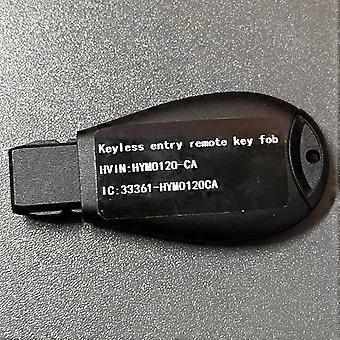 Keyless entry remote key fob
HVIN:HYM0120-CA
IC:33361-HYM0120CA